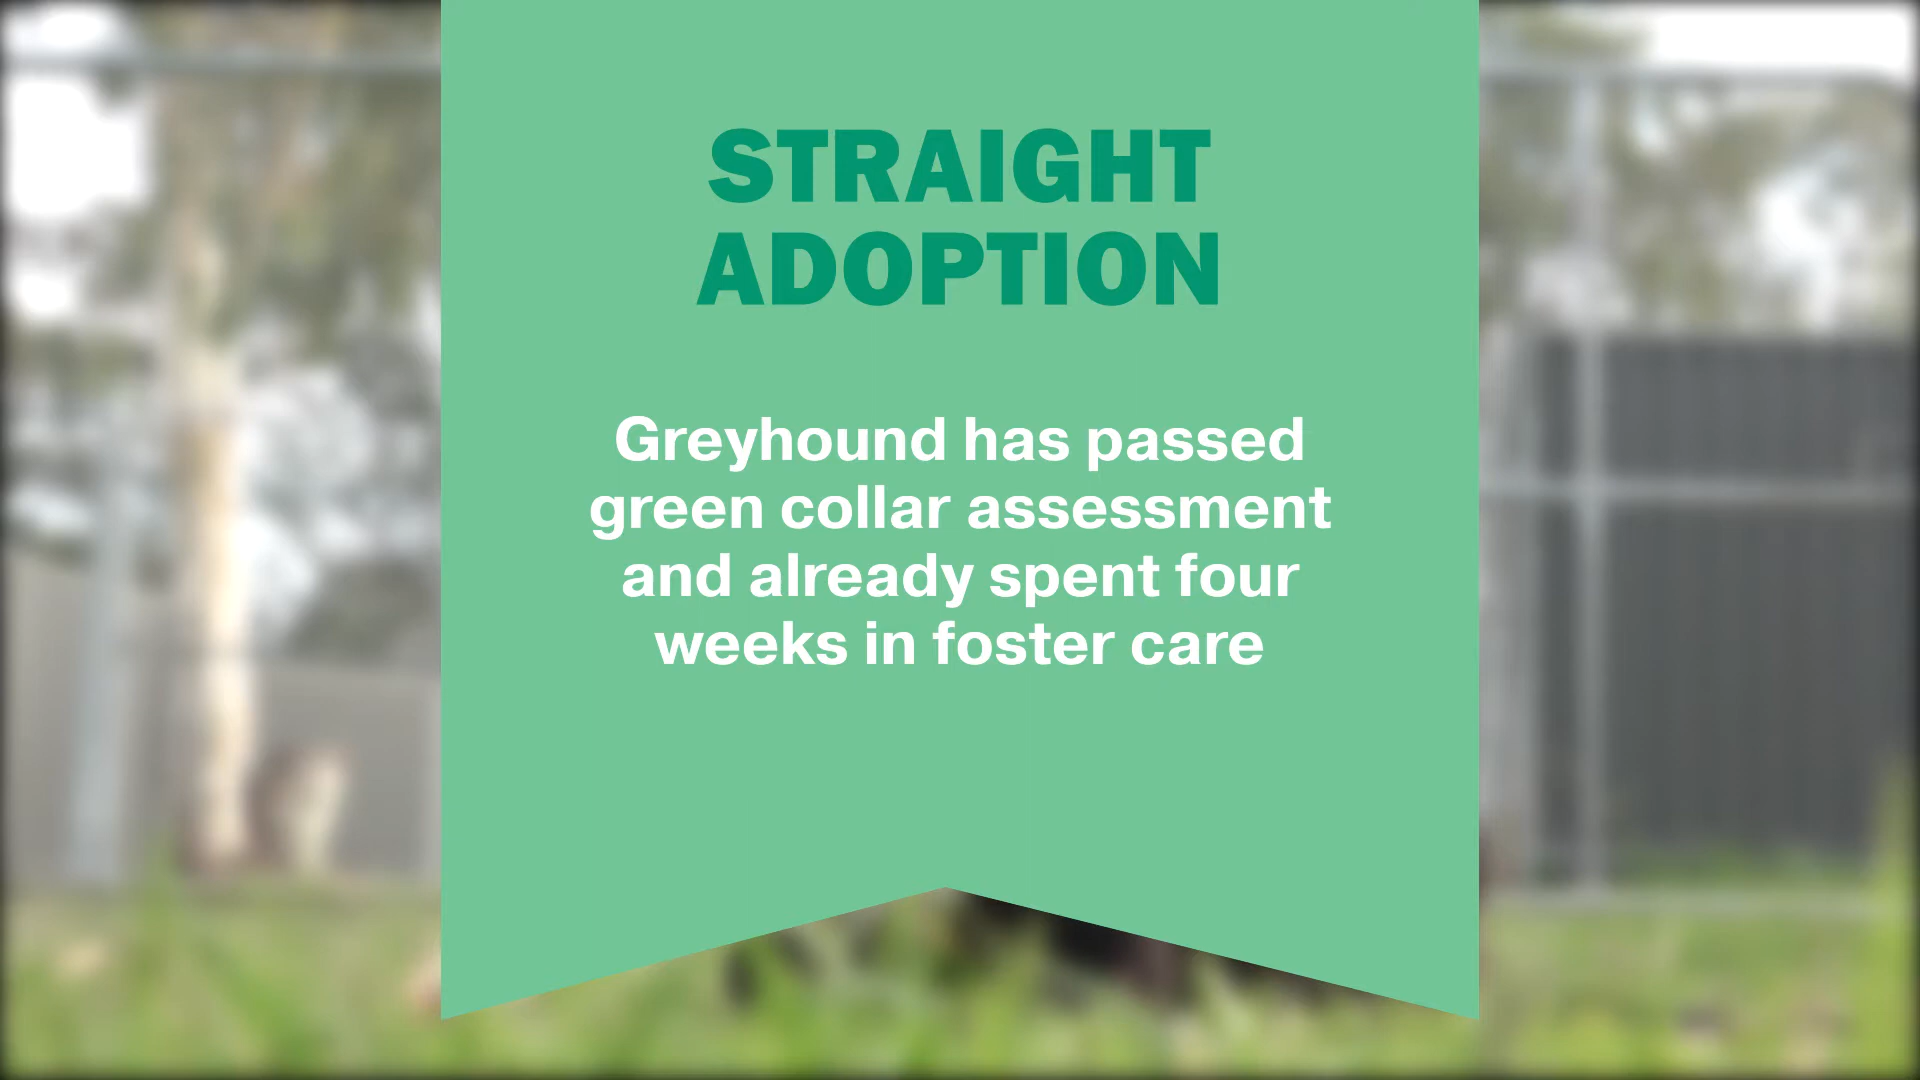 STRAIGHT
ADOPTION
Greyhound has passed
green collar assessment
and already spent four
weeks in foster care